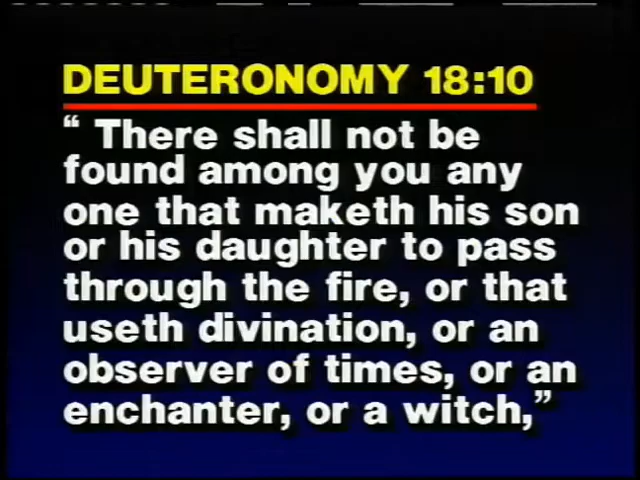 DEUTERONOMY 18:10
“ There shall not be
found among you any
one that maketh his son
or his daughter to pass
through the fire, or that
useth divination, or an
observer of times, or an
enchanter, or a witch,”